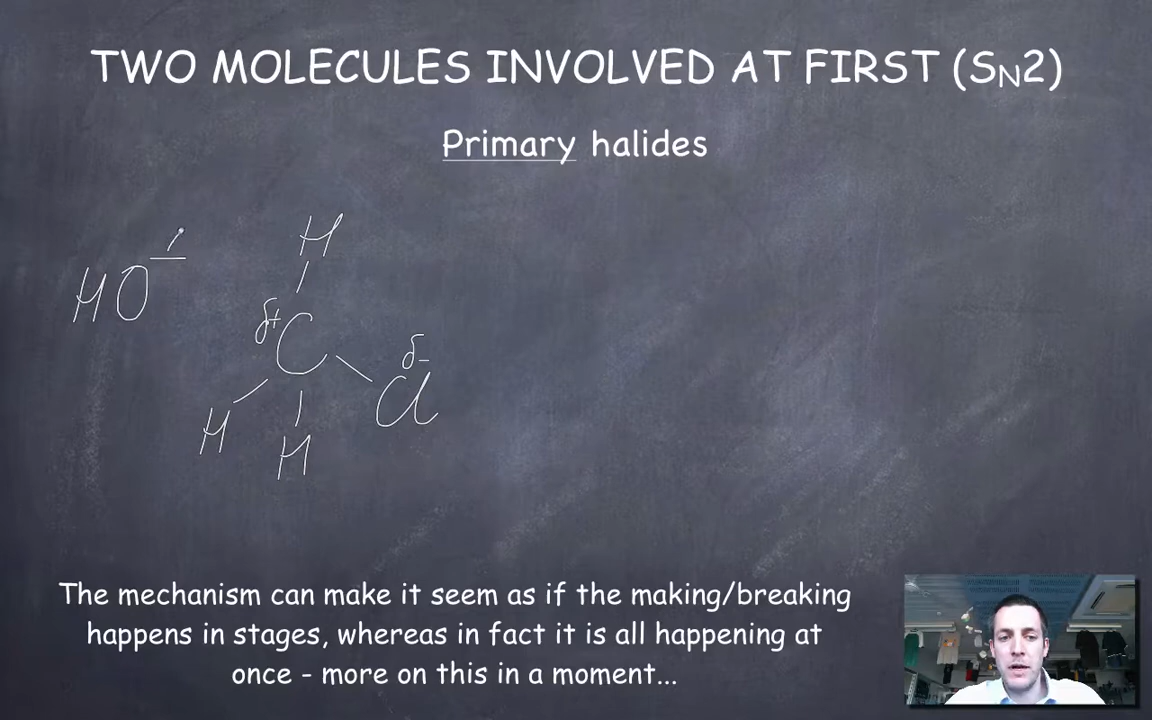 TWO MOLECULES INVOLVED AT FIRST (SN2)
Primary halides
HO–
H
δ+
C
δ–
Cl
H
H
The mechanism can make it seem as if the making/breaking
happens in stages, whereas in fact it is all happening at
once - more on this in a moment...